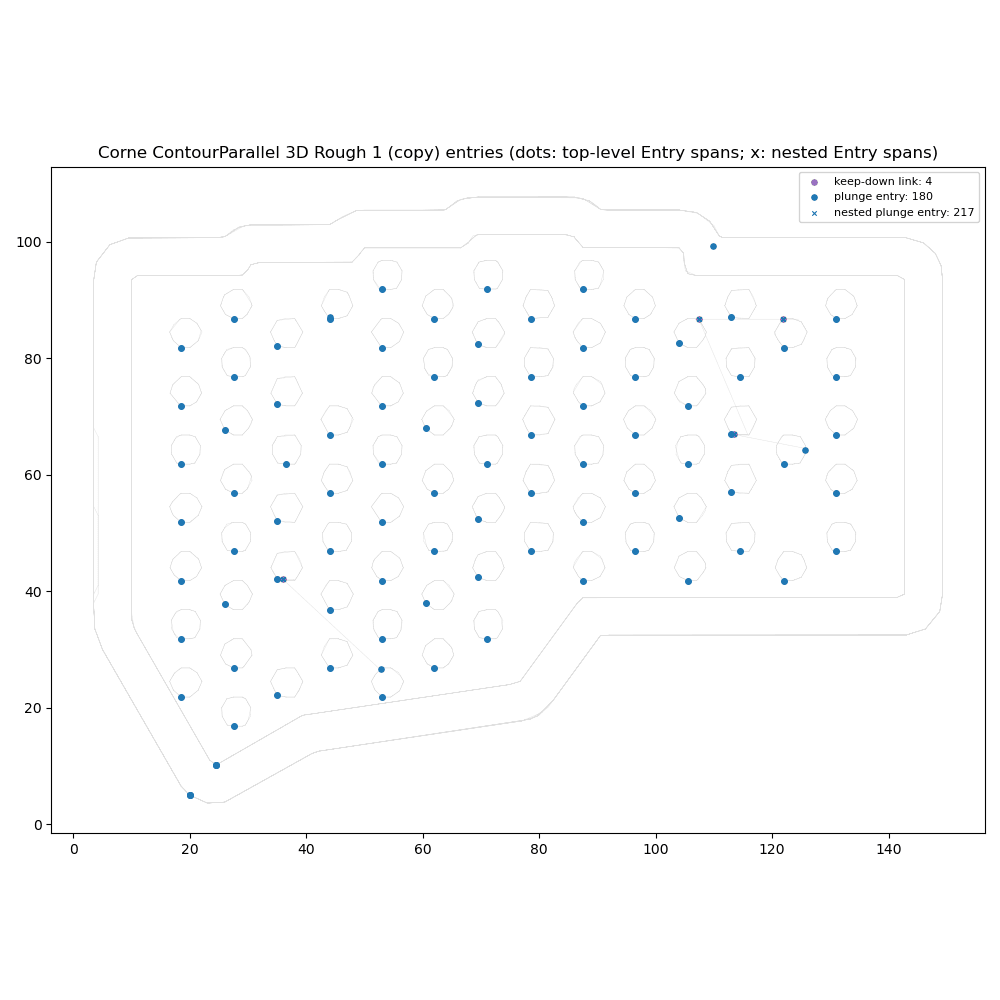 Corne ContourParallel 3D Rough 1 (copy) entries (dots: top-level Entry spans; x: nested Entry spans)
keep-down link: 4
plunge entry: 180
nested plunge entry: 217
100
80
60
40
20
0
0 20 40 60 80 100 120 140